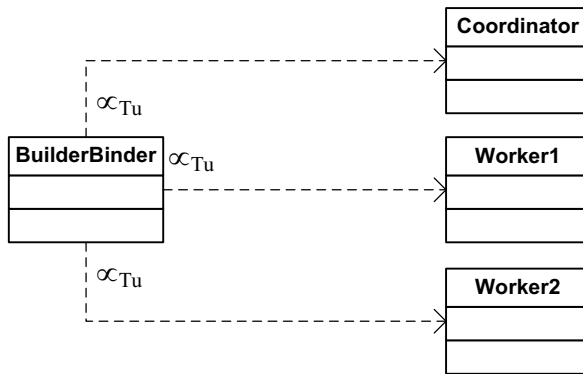 Coordinator
∝Tu
BuilderBinder
∝Tu
Worker1
∝Tu
Worker2